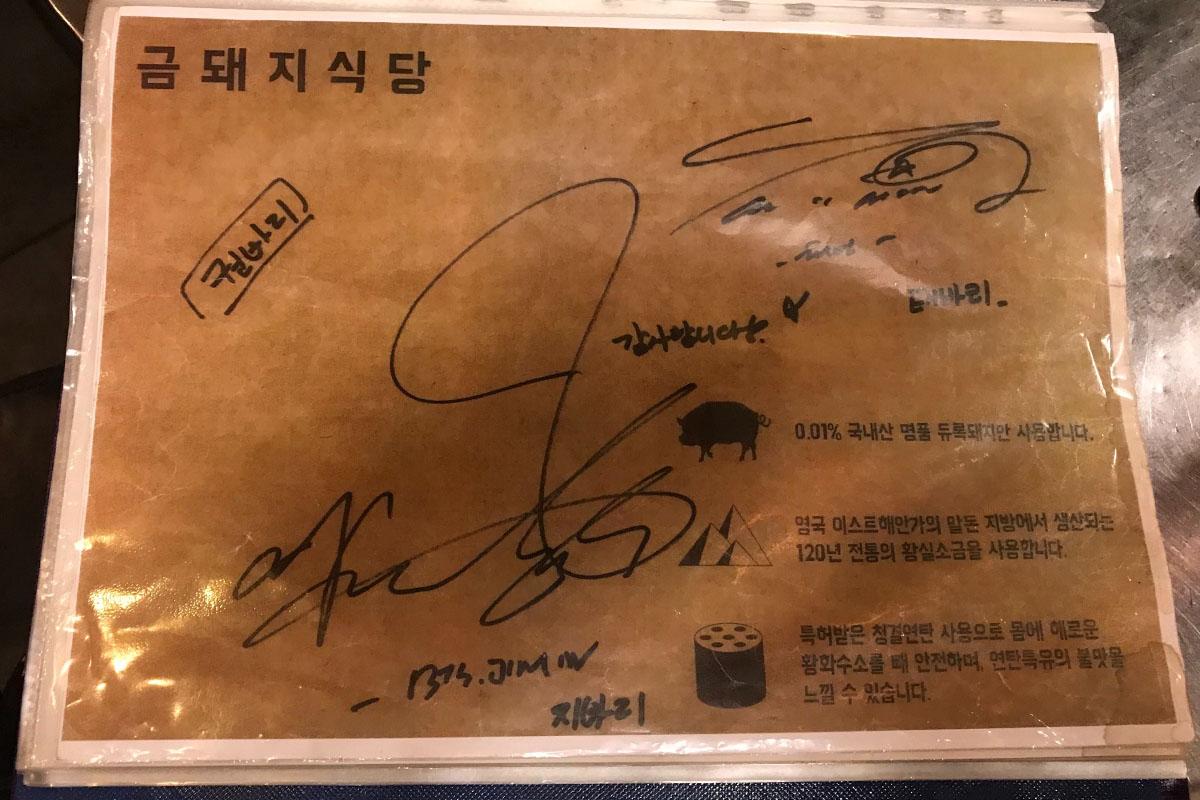 금돼지식당
궈바리
감사합니다.
태바리.
0.01% 국내산 명품 듀록돼지만 사용합니다.
영국 이스트해안가의 말돈 지방에서 생산되는
120년 전통의 황실소금을 사용합니다.
특허받은 청결연탄 사용으로 몸에 해로운
황화수소를 때 안전하며, 연탄특유의 불맛을
느낄 수 있습니다.
- BTS. JIMIN
지바리